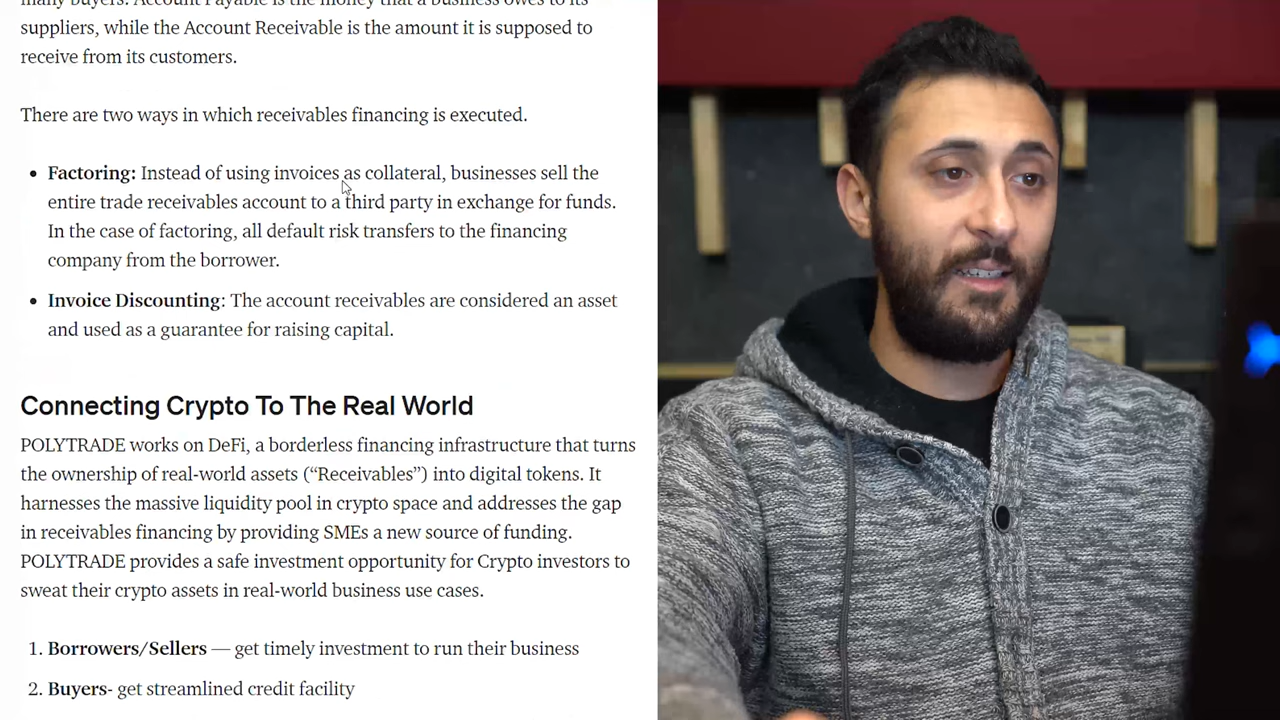 suppliers, while the Account Receivable is the amount it is supposed to
receive from its customers.
There are two ways in which receivables financing is executed.
• Factoring: Instead of using invoices as collateral, businesses sell the
entire trade receivables account to a third party in exchange for funds.
In the case of factoring, all default risk transfers to the financing
company from the borrower.
• Invoice Discounting: The account receivables are considered an asset
and used as a guarantee for raising capital.
Connecting Crypto To The Real World
POLYTRADE works on DeFi, a borderless financing infrastructure that turns
the ownership of real-world assets (“Receivables”) into digital tokens. It
harnesses the massive liquidity pool in crypto space and addresses the gap
in receivables financing by providing SMEs a new source of funding.
POLYTRADE provides a safe investment opportunity for Crypto investors to
sweat their crypto assets in real-world business use cases.
1. Borrowers/Sellers — get timely investment to run their business
2. Buyers- get streamlined credit facility